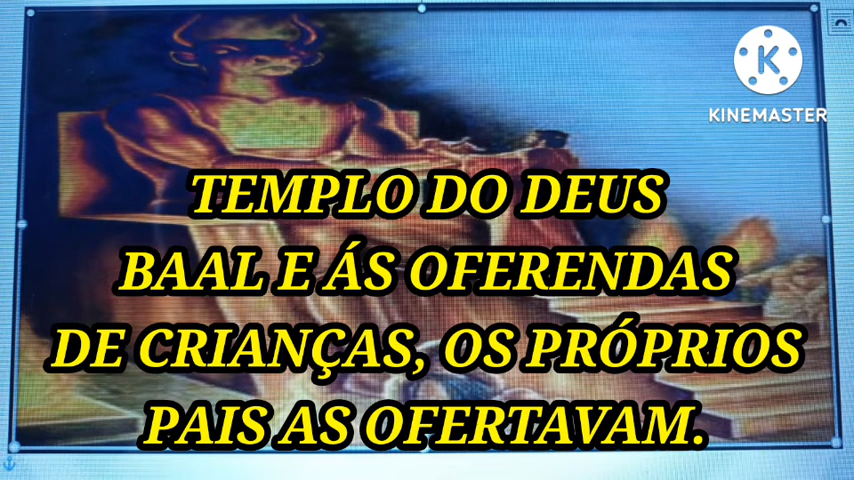 KINEMASTER
TEMPLO DO DEUS
BAAL E ÁS OFERENDAS
DE CRIANÇAS, OS PRÓPRIOS
PAIS AS OFERTAVAM.